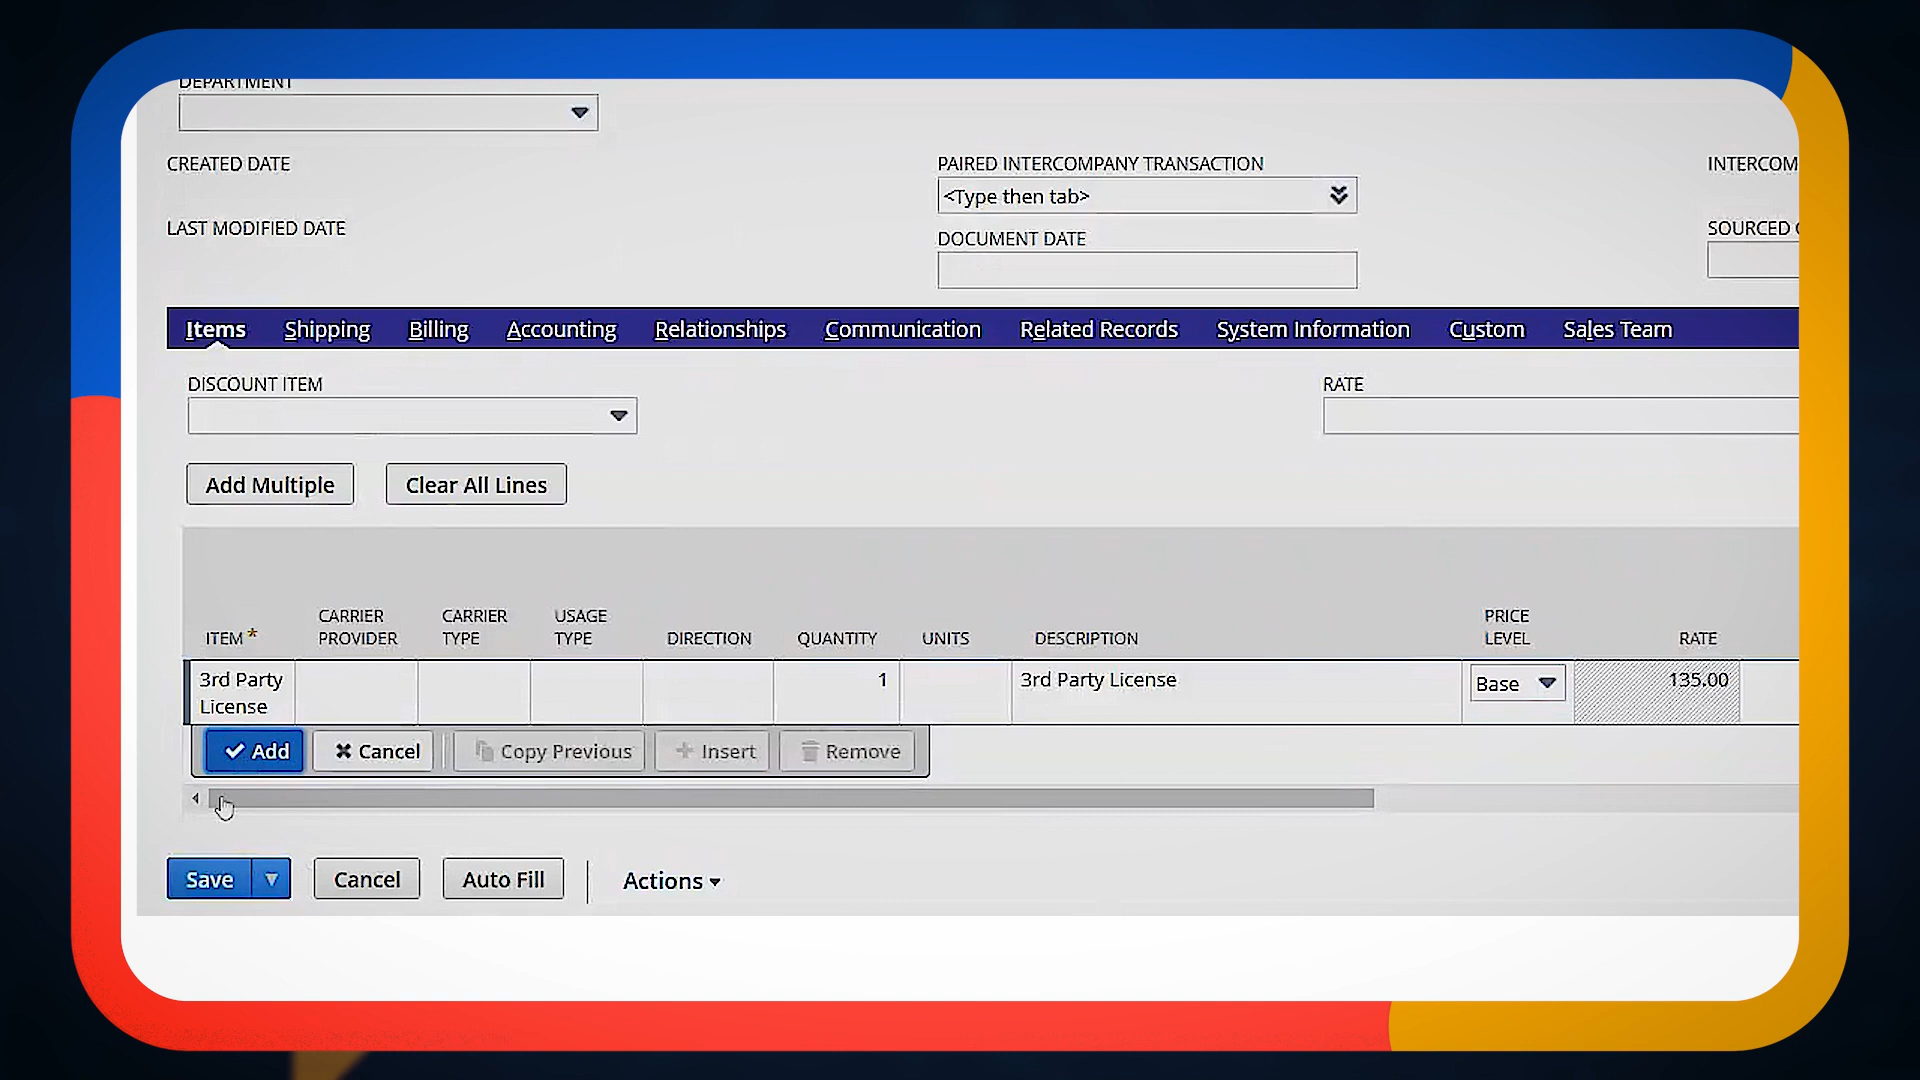 DEPARTMENT
CREATED DATE
PAIRED INTERCOMPANY TRANSACTION
INTERCOM
<Type then tab>
LAST MODIFIED DATE
DOCUMENT DATE
SOURCED
Items Shipping Billing Accounting Relationships Communication Related Records System Information Custom Sales Team
DISCOUNT ITEM
RATE
Add Multiple Clear All Lines
ITEM * CARRIER PROVIDER CARRIER TYPE USAGE TYPE DIRECTION QUANTITY UNITS DESCRIPTION PRICE LEVEL RATE
3rd Party License 1 3rd Party License Base 135.00
Add Cancel Copy Previous Insert Remove
Save Cancel Auto Fill Actions